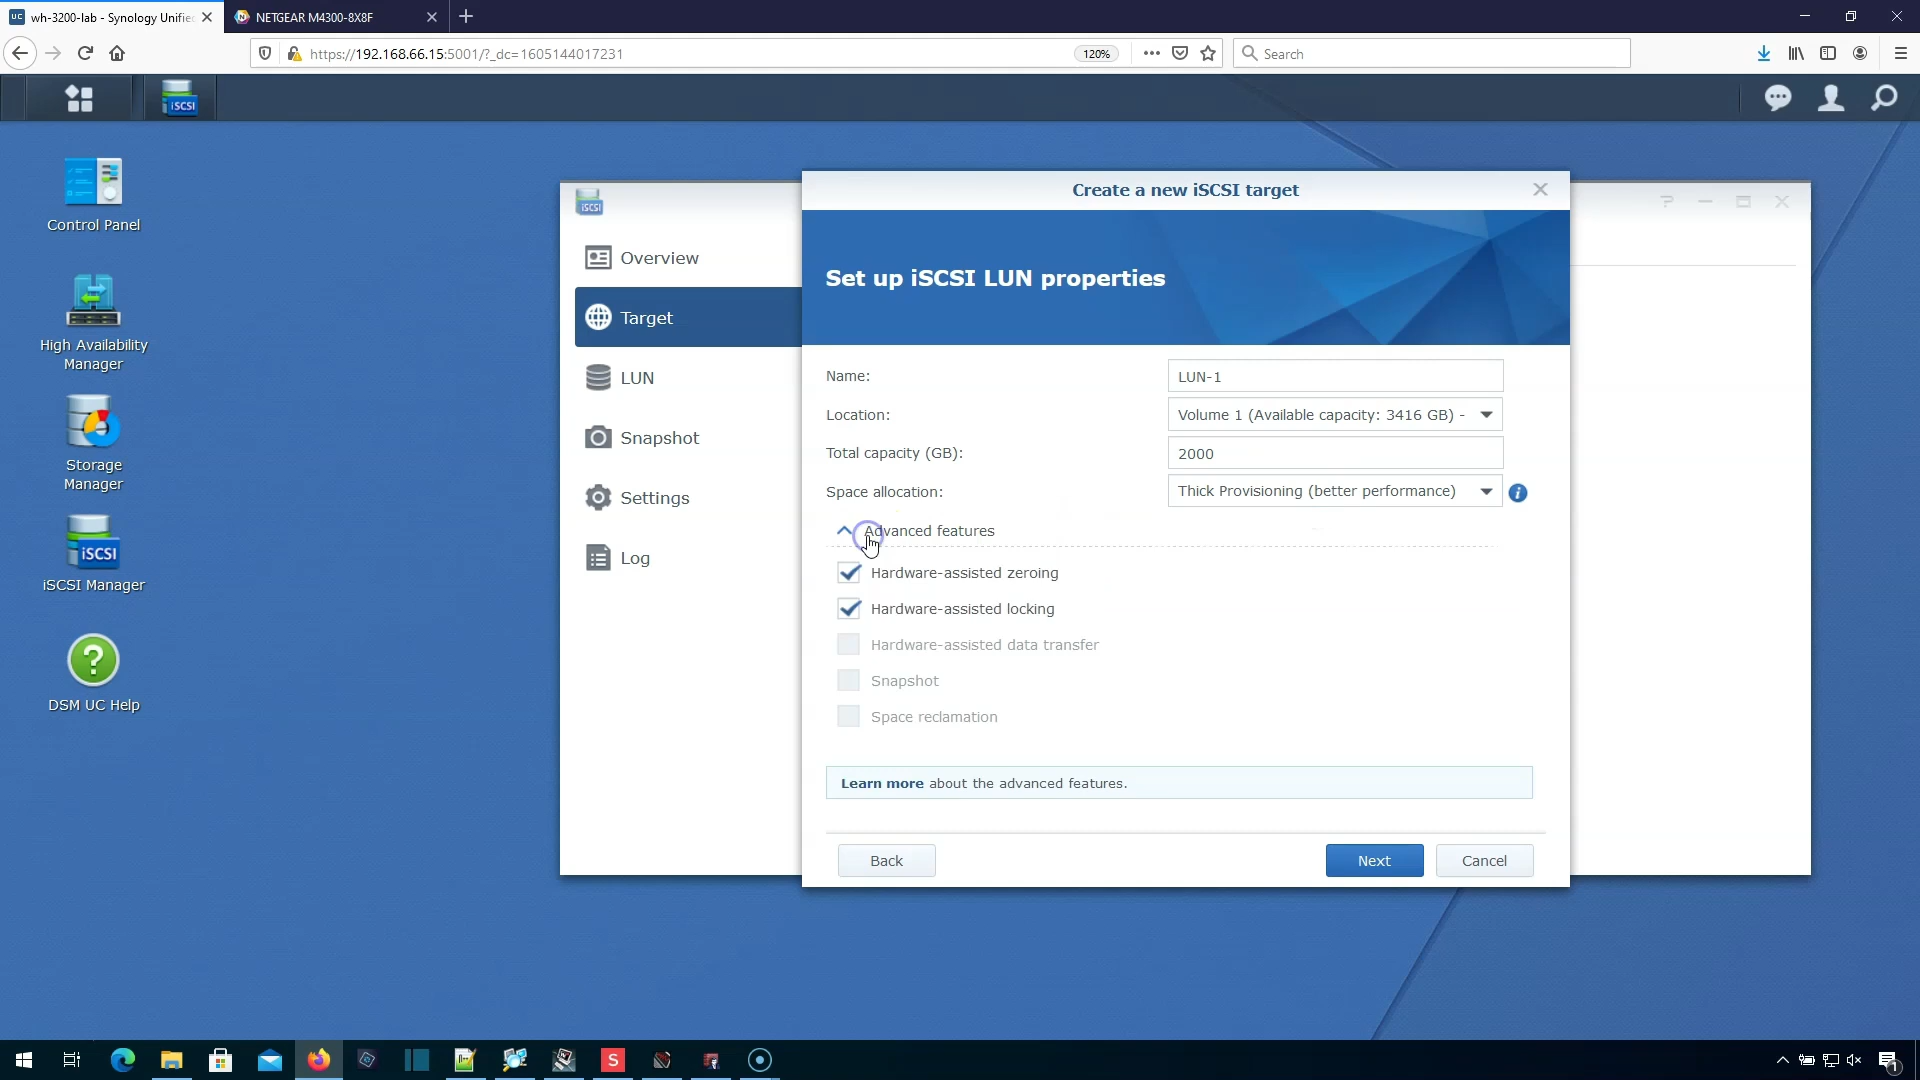 wh-3200-lab - Synology Unifie
NETGEAR M4300-8X8F
https://192.168.66.15:5001/?_dc=1605144017231
120%
Search
iSCSI
Control Panel
High Availability
Manager
Storage
Manager
iSCSI
iSCSI Manager
DSM UC Help
iSCSI
Overview
Target
LUN
Snapshot
Settings
Log
Create a new iSCSI target
Set up iSCSI LUN properties
Name:
LUN-1
Location:
Volume 1 (Available capacity: 3416 GB) -
Total capacity (GB):
2000
Space allocation:
Thick Provisioning (better performance)
Advanced features
Hardware-assisted zeroing
Hardware-assisted locking
Hardware-assisted data transfer
Snapshot
Space reclamation
Learn more about the advanced features.
Back
Next
Cancel
S
1